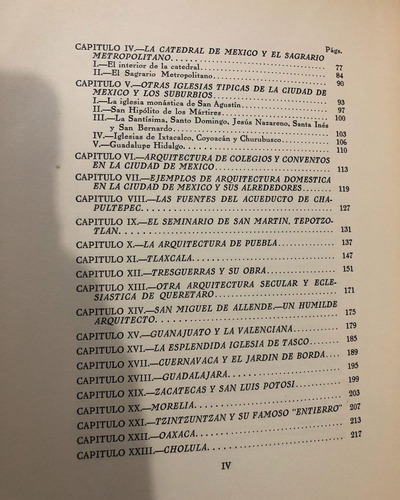 Págs.
CAPITULO IV.—LA CATEDRAL DE MEXICO Y EL SAGRARIO
METROPOLITANO. 77
I.—El interior de la catedral 84
II.—El Sagrario Metropolitano 90
CAPITULO V.—OTRAS IGLESIAS TIPICAS DE LA CIUDAD DE
MEXICO Y LOS SUBURBIOS 93
I.—La iglesia monástica de San Agustín 97
II.—San Hipólito de los Mártires 100
III.—La Santísima, Santo Domingo, Jesús Nazareno, Santa Inés
y San Bernardo 103
IV.—Iglesias de Ixtacalco, Coyoacán y Churubusco 106
V.—Guadalupe Hidalgo. 110
CAPITULO VI.—ARQUITECTURA DE COLEGIOS Y CONVENTOS
EN LA CIUDAD DE MEXICO 113
CAPITULO VII.—EJEMPLOS DE ARQUITECTURA DOMESTICA
EN LA CIUDAD DE MEXICO Y SUS ALREDEDORES 119
CAPITULO VIII.—LAS FUENTES DEL ACUEDUCTO DE CHA-
PULTEPEC. 127
CAPITULO IX.—EL SEMINARIO DE SAN MARTIN, TEPOTZO-
TLAN. 131
CAPITULO X.—LA ARQUITECTURA DE PUEBLA 137
CAPITULO XI.—TLAXCALA 147
CAPITULO XII.—TRESGUERRAS Y SU OBRA 151
CAPITULO XIII.—OTRA ARQUITECTURA SECULAR Y ECLE-
SIASTICA DE QUERETARO 171
CAPITULO XIV.—SAN MIGUEL DE ALLENDE.—UN HUMILDE
ARQUITECTO. 175
CAPITULO XV.—GUANAJUATO Y LA VALENCIANA 179
CAPITULO XVI.—LA ESPLENDIDA IGLESIA DE TASCO 185
CAPITULO XVII.—CUERNAVACA Y EL JARDIN DE BORDA 189
CAPITULO XVIII.—GUADALAJARA. 195
CAPITULO XIX.—ZACATECAS Y SAN LUIS POTOSI 199
CAPITULO XX.—MORELIA 203
CAPITULO XXI.—TZINTZUNTZAN Y SU FAMOSO "ENTIERRO" 207
CAPITULO XXII.—OAXACA 213
CAPITULO XXIII.—CHOLULA 217
IV